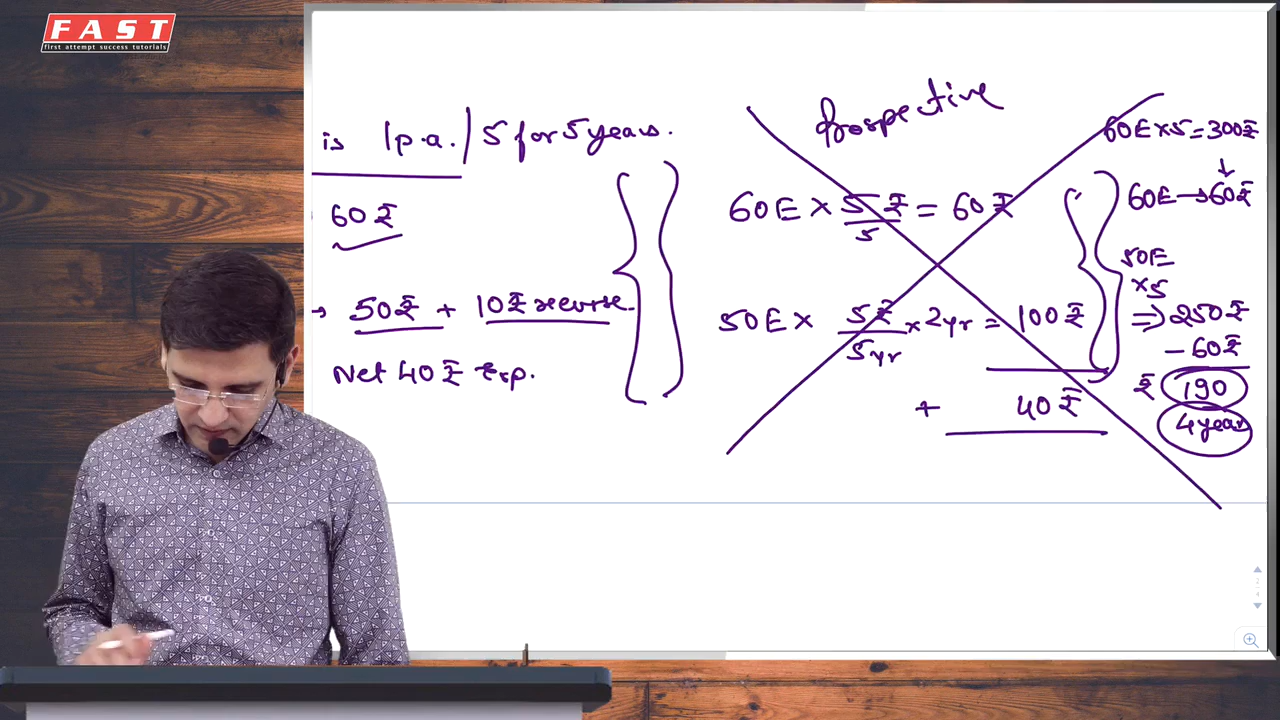 FAST
first attempt success tutorials
is 1p.a./5 for 5 years.
60₹
→ 50₹ + 10₹ reverse.
Net 40₹ exp.
Prospective
60E × 5₹/5 = 60₹
50E × 5₹/5yr × 2yr = 100₹
+ 40₹
60E×5=300₹
↓
60E→60₹
50E
×5
⇒ 250₹
- 60₹
₹ 190
4year